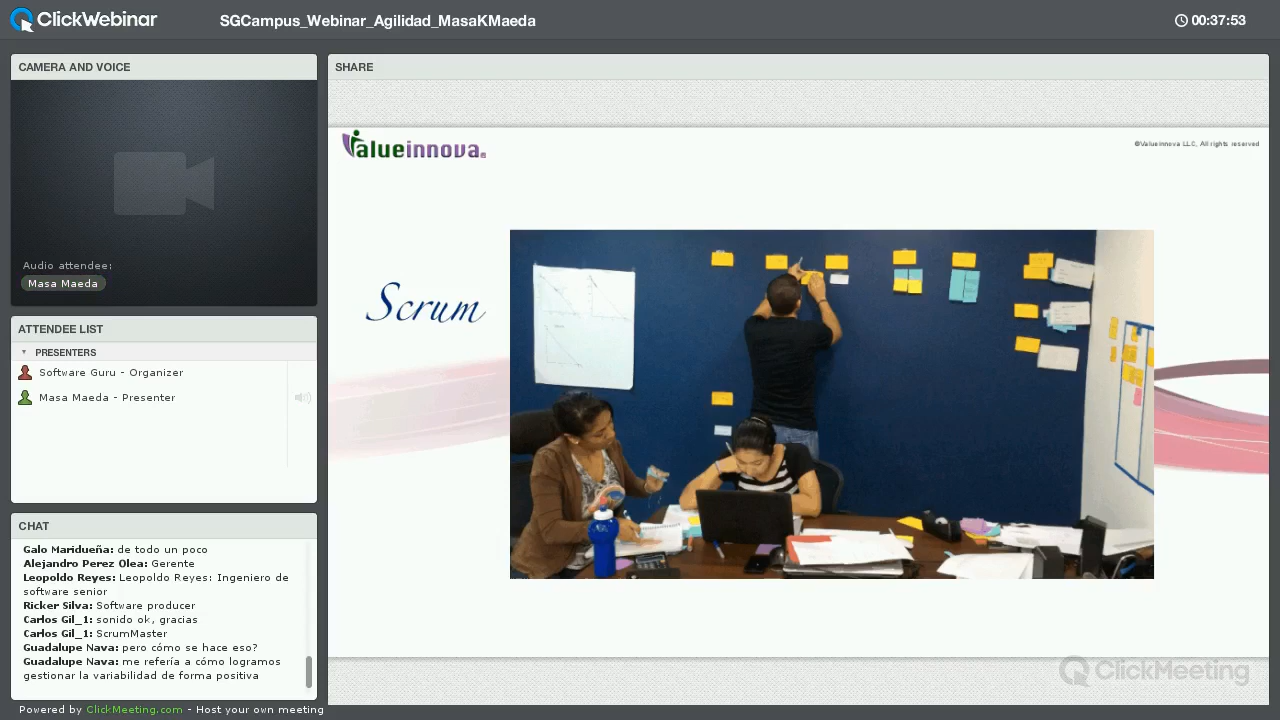 ClickWebinar
SGCampus_Webinar_Agilidad_MasaKMaeda
00:37:53
CAMERA AND VOICE
Audio attendee:
Masa Maeda
ATTENDEE LIST
PRESENTERS
Software Guru - Organizer
Masa Maeda - Presenter
CHAT
Galo Maridueña: de todo un poco
Alejandro Perez Olea: Gerente
Leopoldo Reyes: Leopoldo Reyes: Ingeniero de
software senior
Ricker Silva: Software producer
Carlos Gil_1: sonido ok, gracias
Carlos Gil_1: ScrumMaster
Guadalupe Nava: pero cómo se hace eso?
Guadalupe Nava: me refería a cómo logramos
gestionar la variabilidad de forma positiva
Powered by ClickMeeting.com - Host your own meeting
SHARE
Valueinnova
©Valueinnova LLC, All rights reserved
Scrum
ClickMeeting